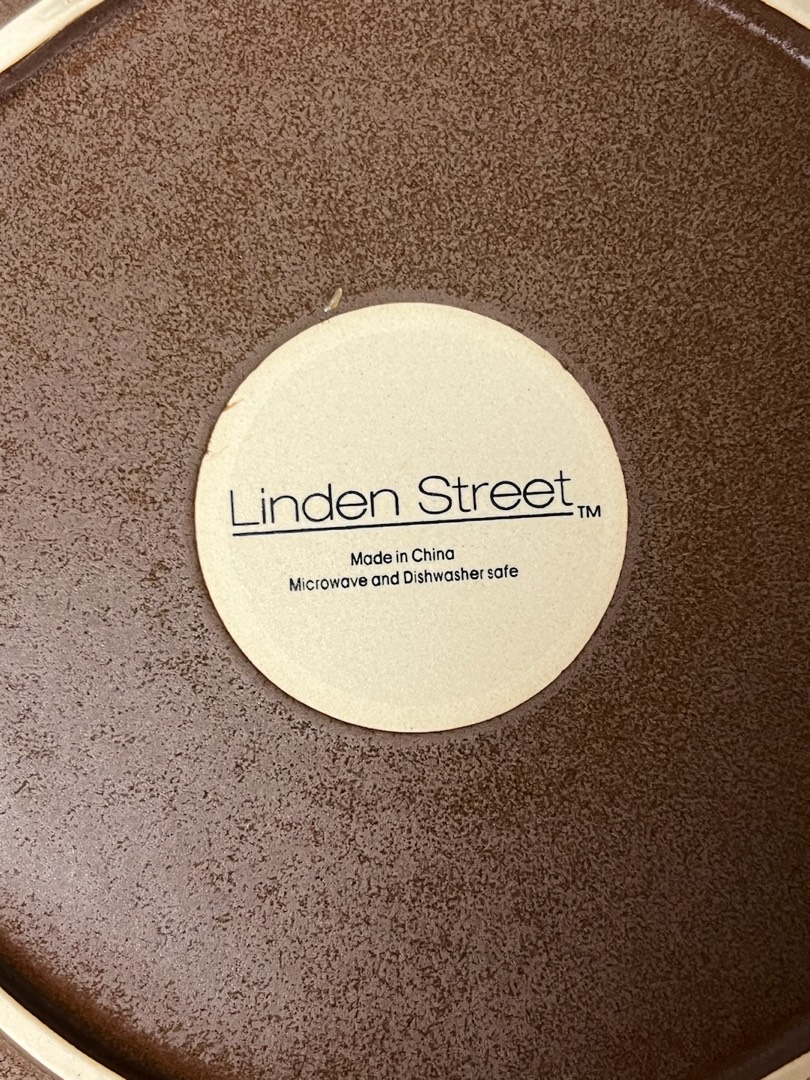 Linden Street™
Made in China
Microwave and Dishwasher safe